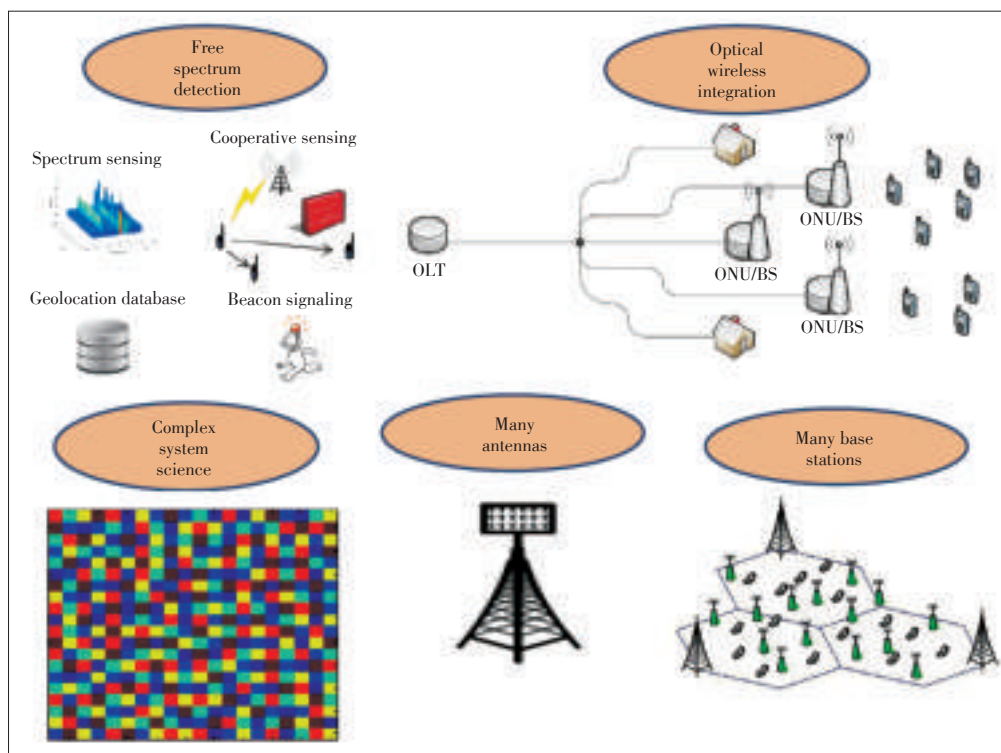 Free
spectrum
detection
Optical
wireless
integration
Cooperative sensing
Spectrum sensing
ONU/BS
OLT
ONU/BS
Geolocation database
Beacon signaling
ONU/BS
Complex
system
science
Many
antennas
Many base
stations